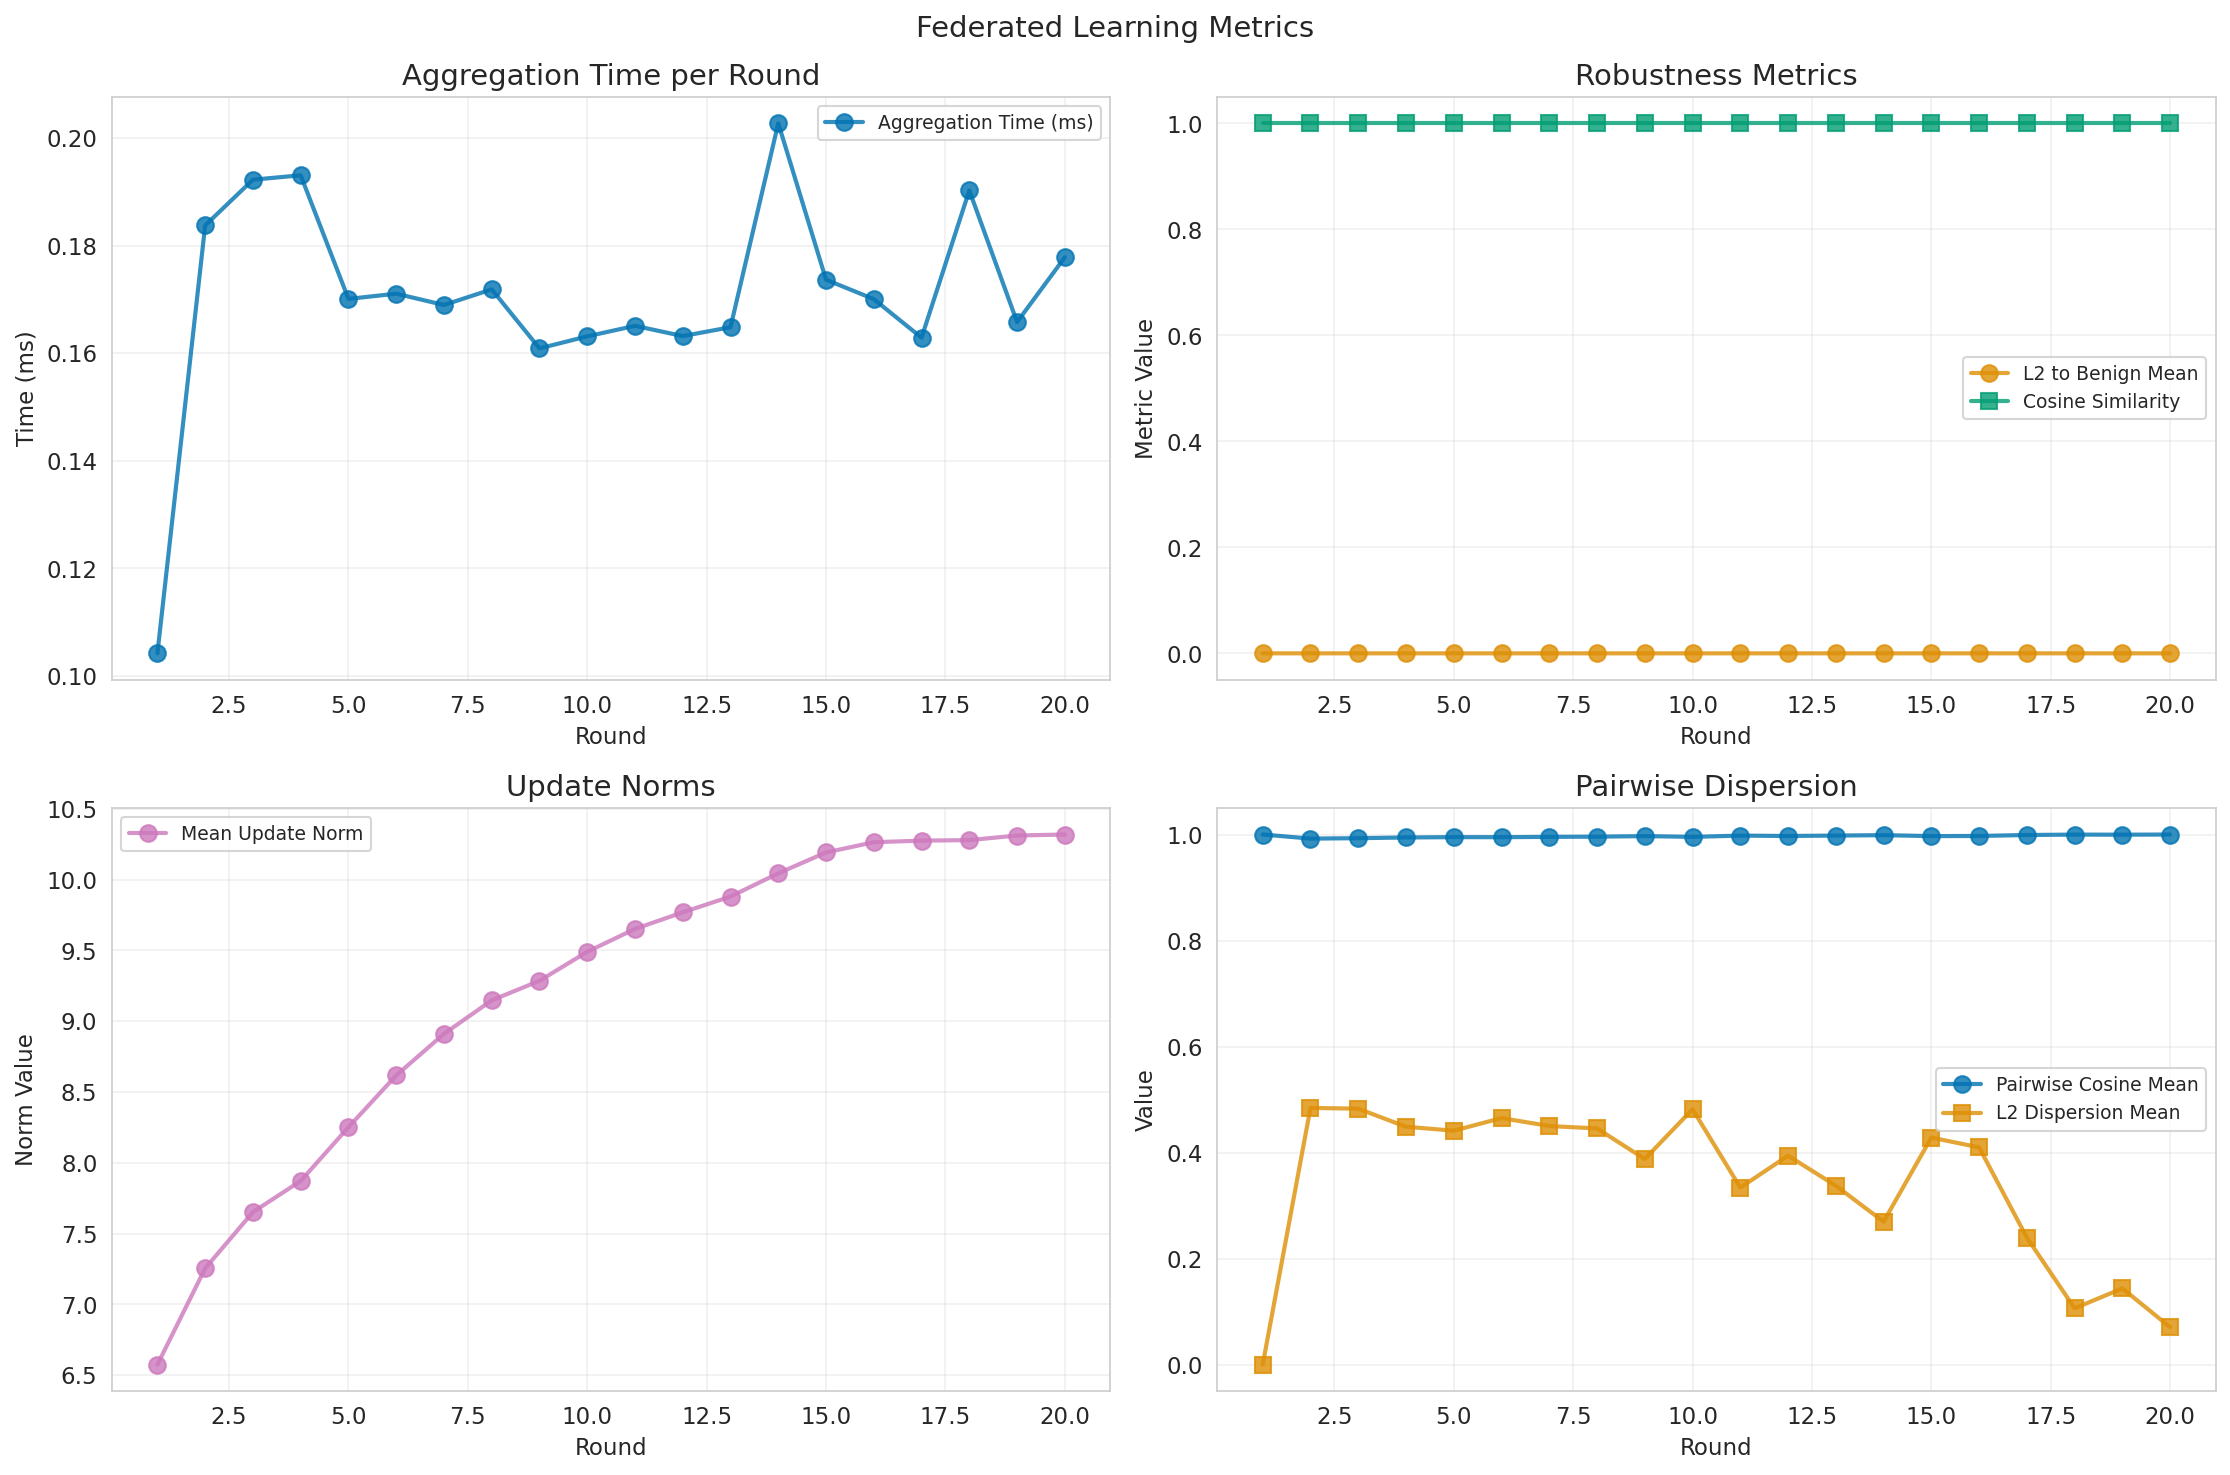 Federated Learning Metrics
Aggregation Time per Round
Aggregation Time (ms)
Time (ms)
0.20
0.18
0.16
0.14
0.12
0.10
2.5 5.0 7.5 10.0 12.5 15.0 17.5 20.0
Round
Robustness Metrics
Metric Value
1.0
0.8
0.6
0.4
0.2
0.0
L2 to Benign Mean
Cosine Similarity
2.5 5.0 7.5 10.0 12.5 15.0 17.5 20.0
Round
Update Norms
Mean Update Norm
Norm Value
10.5
10.0
9.5
9.0
8.5
8.0
7.5
7.0
6.5
2.5 5.0 7.5 10.0 12.5 15.0 17.5 20.0
Round
Pairwise Dispersion
Value
1.0
0.8
0.6
0.4
0.2
0.0
Pairwise Cosine Mean
L2 Dispersion Mean
2.5 5.0 7.5 10.0 12.5 15.0 17.5 20.0
Round